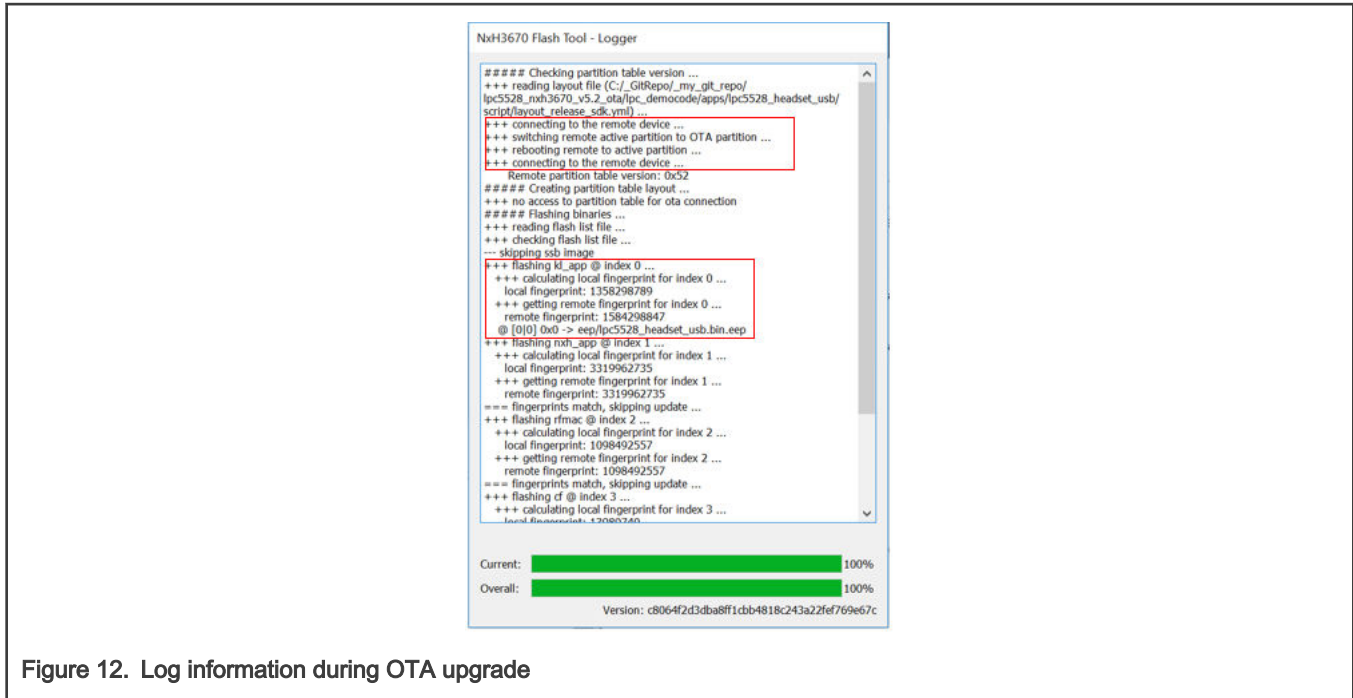 NxH3670 Flash Tool - Logger
##### Checking partition table version ...
+++ reading layout file (C:/_GitRepo/_my_git_repo/
lpc5528_nxh3670_v5.2_ota/lpc_democode/apps/lpc5528_headset_usb/
script/layout_release_sdk.yml) ...
+++ connecting to the remote device ...
+++ switching remote active partition to OTA partition ...
+++ rebooting remote to active partition ...
+++ connecting to the remote device ...
Remote partition table version: 0x52
##### Creating partition table layout ...
+++ no access to partition table for ota connection
##### Flashing binaries ...
+++ reading flash list file ...
+++ checking flash list file ...
--- skipping ssb image
+++ flashing kl_app @ index 0 ...
+++ calculating local fingerprint for index 0 ...
local fingerprint: 1358298789
+++ getting remote fingerprint for index 0 ...
remote fingerprint: 1584298847
@ [0|0] 0x0 -> eep/lpc5528_headset_usb.bin.eep
+++ flashing nxh_app @ index 1 ...
+++ calculating local fingerprint for index 1 ...
local fingerprint: 3319962735
+++ getting remote fingerprint for index 1 ...
remote fingerprint: 3319962735
=== fingerprints match, skipping update ...
+++ flashing rfmac @ index 2 ...
+++ calculating local fingerprint for index 2 ...
local fingerprint: 1098492557
+++ getting remote fingerprint for index 2 ...
remote fingerprint: 1098492557
=== fingerprints match, skipping update ...
+++ flashing cf @ index 3 ...
+++ calculating local fingerprint for index 3 ...
local fingerprint:
Current: 100%
Overall: 100%
Version: c8064f2d3dba8ff1cbb4818c243a22fef769e67c
Figure 12. Log information during OTA upgrade